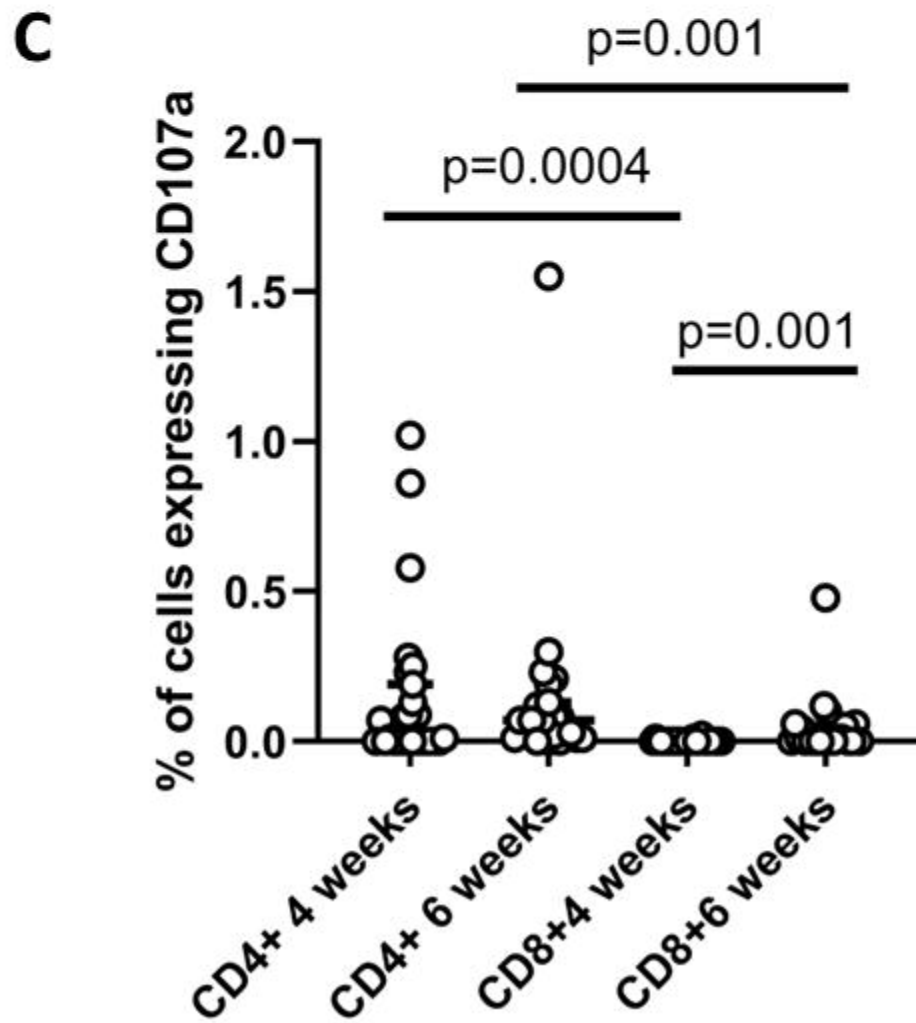 C
p=0.001
p=0.0004
p=0.001
% of cells expressing CD107a
2.0
1.5
1.0
0.5
0.0
CD4+ 4 weeks
CD4+ 6 weeks
CD8+4 weeks
CD8+6 weeks